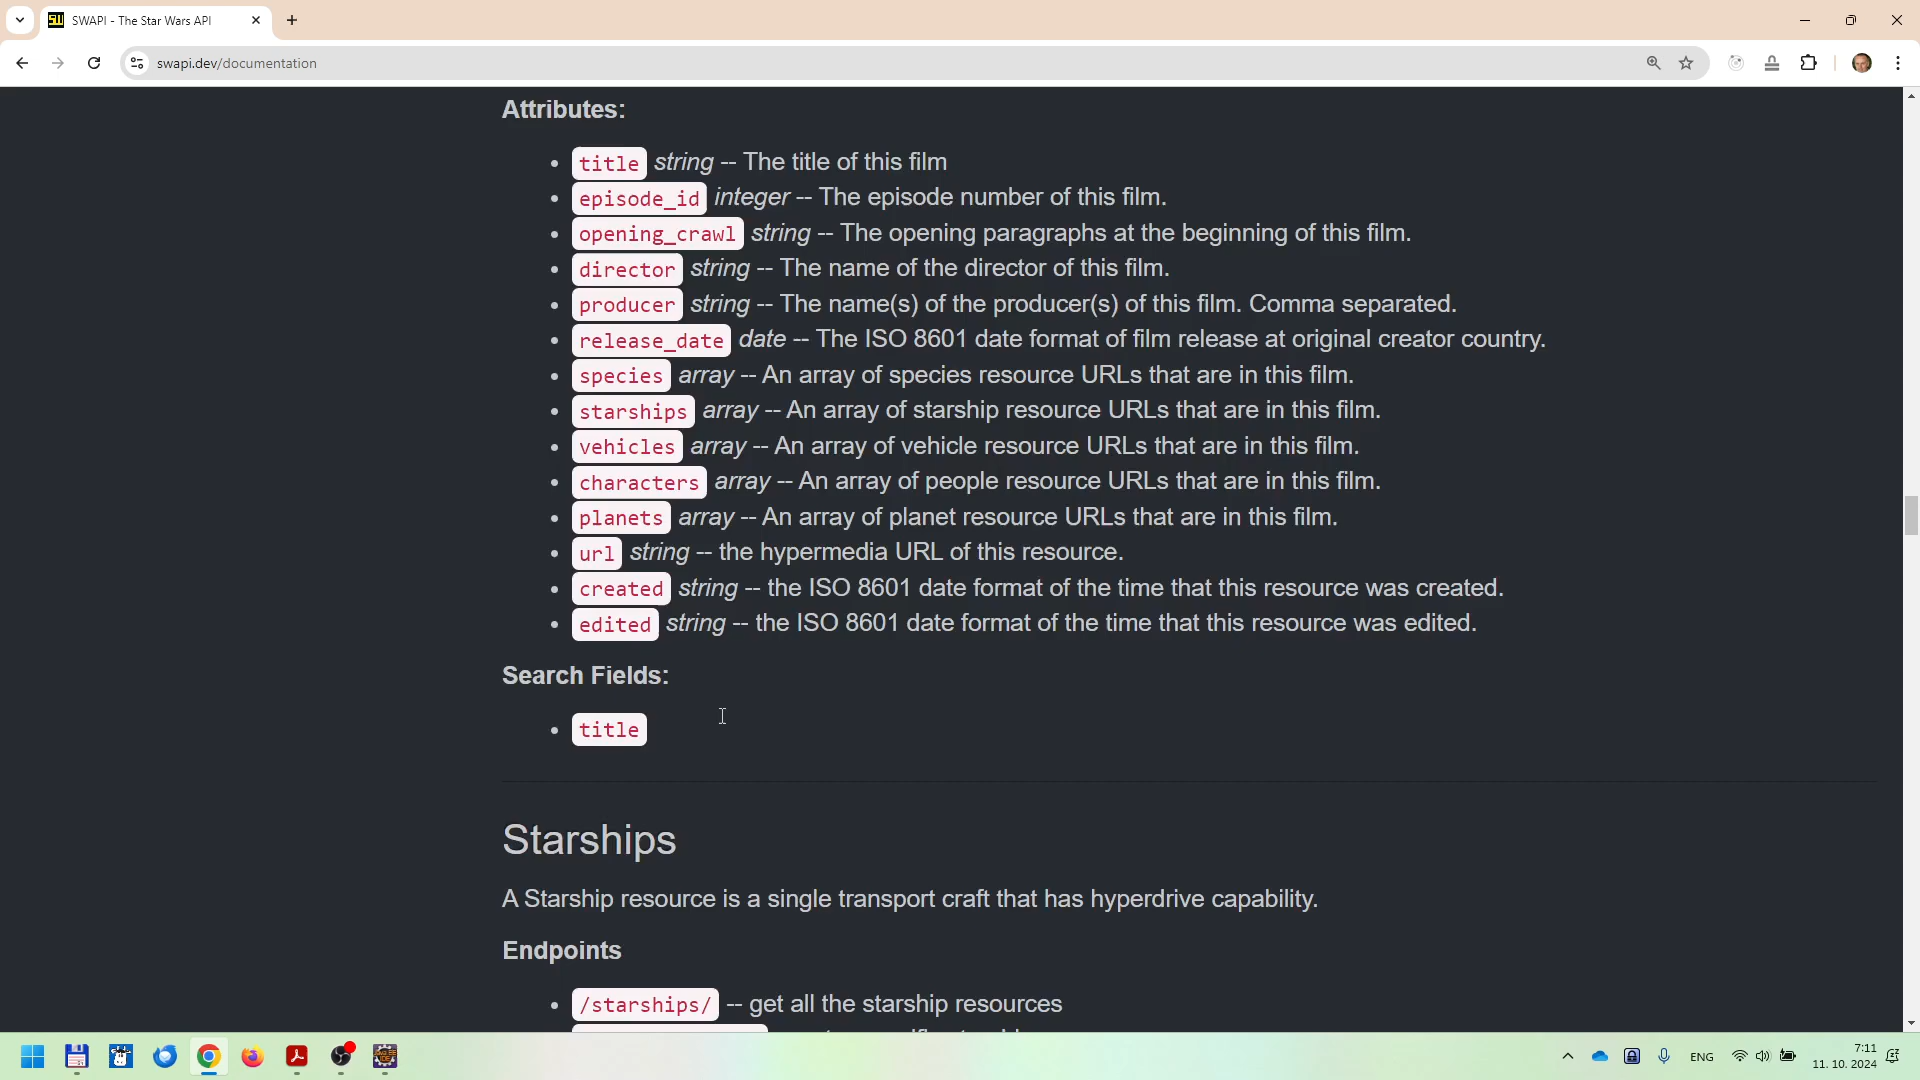 SWAPI - The Star Wars API
swapi.dev/documentation
Attributes:
title string -- The title of this film
episode_id integer -- The episode number of this film.
opening_crawl string -- The opening paragraphs at the beginning of this film.
director string -- The name of the director of this film.
producer string -- The name(s) of the producer(s) of this film. Comma separated.
release_date date -- The ISO 8601 date format of film release at original creator country.
species array -- An array of species resource URLs that are in this film.
starships array -- An array of starship resource URLs that are in this film.
vehicles array -- An array of vehicle resource URLs that are in this film.
characters array -- An array of people resource URLs that are in this film.
planets array -- An array of planet resource URLs that are in this film.
url string -- the hypermedia URL of this resource.
created string -- the ISO 8601 date format of the time that this resource was created.
edited string -- the ISO 8601 date format of the time that this resource was edited.
Search Fields:
title
Starships
A Starship resource is a single transport craft that has hyperdrive capability.
Endpoints
/starships/ -- get all the starship resources
ENG
7:11
11. 10. 2024